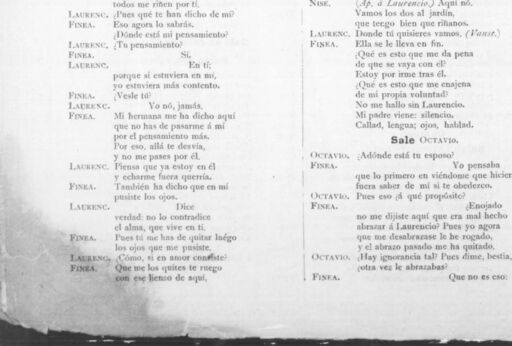 todos me riñen por tí.
LAURENC. ¿Pues qué te han dicho de mí?
FINEA. Eso agora lo sabrás.
¿Dónde está mi pensamiento?
LAURENC. ¿Tu pensamiento?
FINEA. Sí.
LAURENC. En tí;
porque si estuviera en mí,
yo estuviera más contento.
FINEA. ¿Vesle tú?
LAURENC. Yo nó, jamás.
FINEA. Mi hermana me ha dicho aquí
que no has de pasarme á mí
por el pensamiento más.
Por eso, allá te desvía,
y no me pases por él.
LAURENC. Piensa que ya estoy en él
y echarme fuera querría.
FINEA. También ha dicho que en mí
pusiste los ojos.
LAURENC. Dice
verdad: no lo contradice
el alma, que vive en tí.
FINEA. Pues tú me has de quitar luégo
los ojos que me pusiste.
LAURENC. ¿Cómo, si en amor consiste?
FINEA. Que me los quites te ruego
con ese lienzo de aquí,
NISE. (Ap. á Laurencio.) Aquí nó.
Vamos los dos al jardín,
que tengo bien que riñamos.
LAURENC. Donde tú quisieres vamos. (Vanse.)
FINEA. Ella se le lleva en fin.
¿Qué es esto que me da pena
de que se vaya con él?
Estoy por irme tras él.
¿Qué es esto que me enajena
de mi propia voluntad?
No me hallo sin Laurencio.
Mi padre viene: silencio.
Callad, lengua; ojos, hablad.
Sale OCTAVIO.
OCTAVIO. ¿Adónde está tu esposo?
FINEA. Yo pensaba
que lo primero en viéndome que hicier
fuera saber de mí si te obedezco.
OCTAVIO. Pues eso ¿á qué propósito?
FINEA. ¿Enojado
no me dijiste aquí que era mal hecho
abrazar á Laurencio? Pues yo agora
que me desabrazase le he rogado,
y el abrazo pasado me ha quitado.
OCTAVIO. ¿Hay ignorancia tal? Pues dime, bestia,
¿otra vez le abrazabas?
FINEA. Que no es eso: